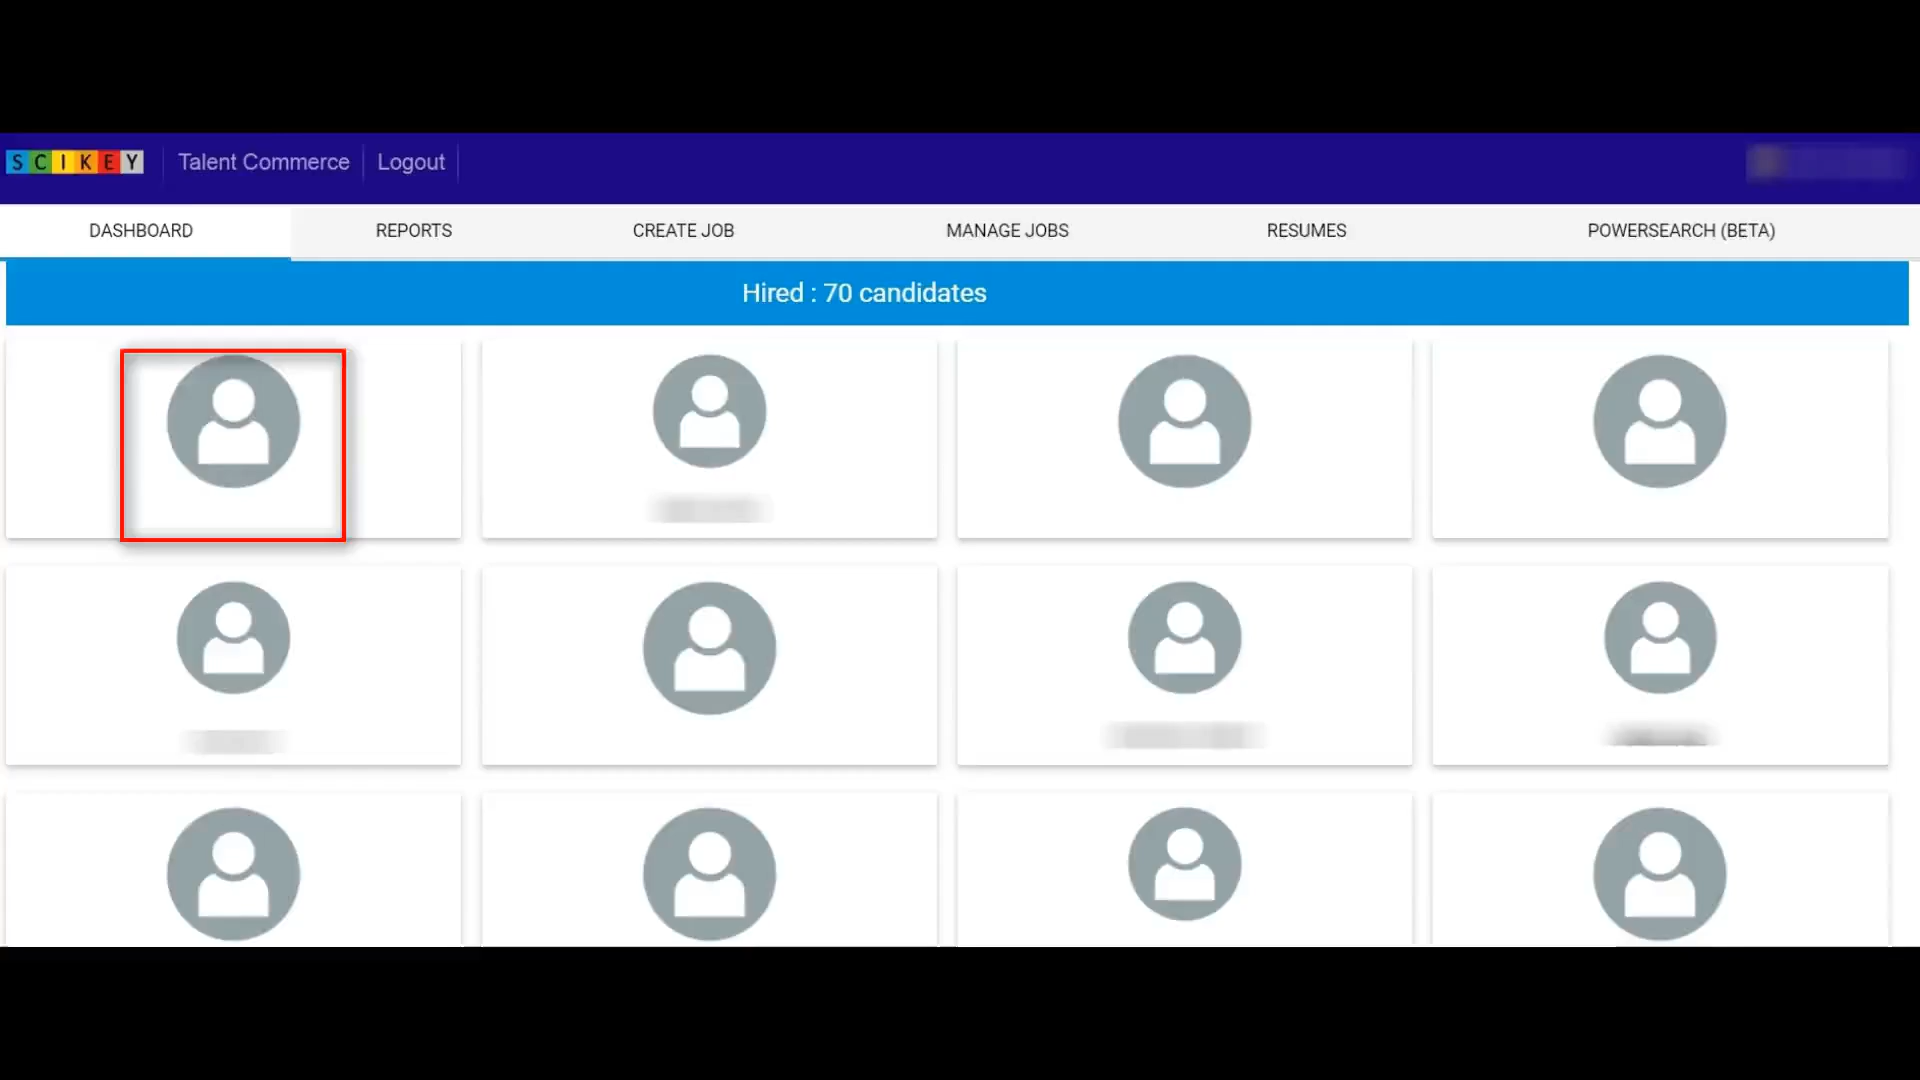 SCIKEY Talent Commerce Logout
DASHBOARD REPORTS CREATE JOB MANAGE JOBS RESUMES POWERSEARCH (BETA)
Hired : 70 candidates